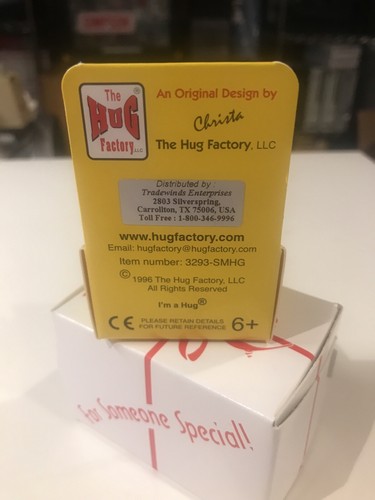 The
HUG®
Factory LLC
An Original Design by
Christa
The Hug Factory, LLC
Distributed by :
Tradewinds Enterprises
2803 Silverspring,
Carrollton, TX 75006, USA
Toll Free : 1-800-346-9996
www.hugfactory.com
Email: hugfactory@hugfactory.com
Item number: 3293-SMHG
© 1996 The Hug Factory, LLC
All Rights Reserved
I'm a Hug®
CE PLEASE RETAIN DETAILS
FOR FUTURE REFERENCE 6+
For Someone Special!